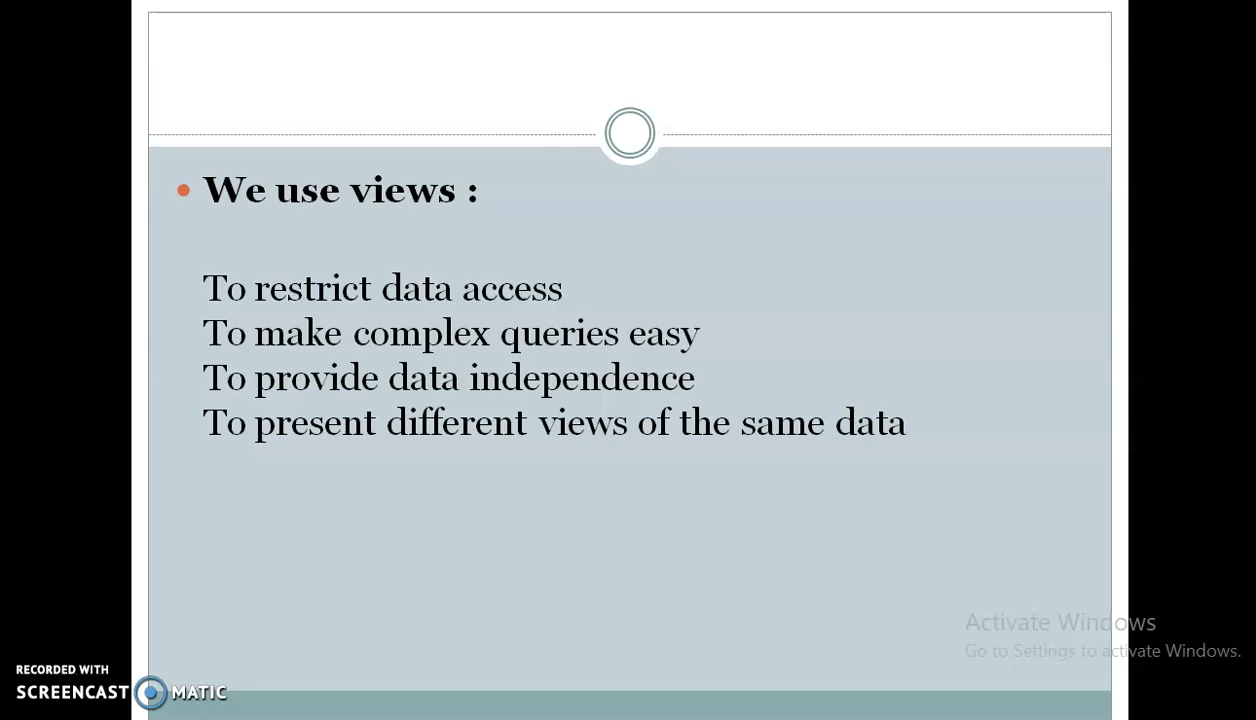 We use views :
To restrict data access
To make complex queries easy
To provide data independence
To present different views of the same data
Activate Windows
Go to Settings to activate Windows.
RECORDED WITH
SCREENCAST MATIC